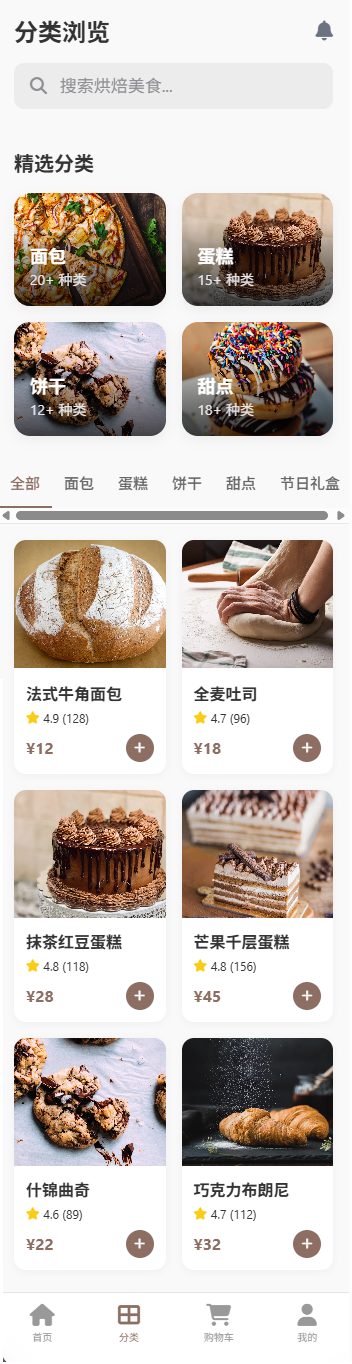 分类浏览
搜索烘焙美食...
精选分类
面包
20+ 种类
蛋糕
15+ 种类
饼干
12+ 种类
甜点
18+ 种类
全部 面包 蛋糕 饼干 甜点 节日礼盒
法式牛角面包
4.9 (128)
¥12
全麦吐司
4.7 (96)
¥18
抹茶红豆蛋糕
4.8 (118)
¥28
芒果千层蛋糕
4.8 (156)
¥45
什锦曲奇
4.6 (89)
¥22
巧克力布朗尼
4.7 (112)
¥32
首页 分类 购物车 我的